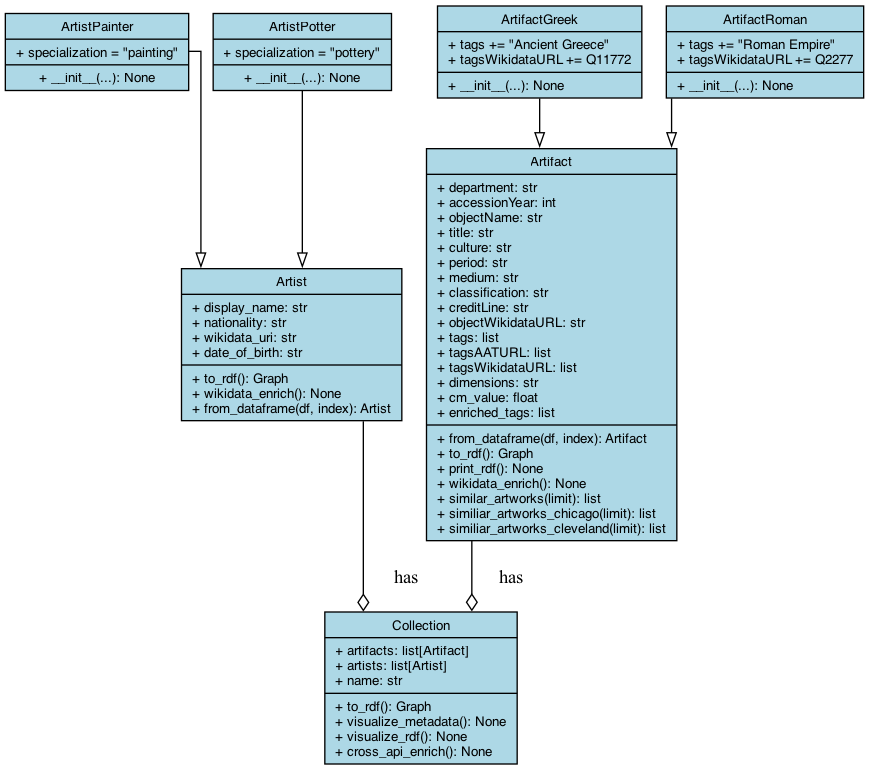 ArtistPainter
+ specialization = "painting"
+ __init__(...): None
ArtistPotter
+ specialization = "pottery"
+ __init__(...): None
ArtifactGreek
+ tags += "Ancient Greece"
+ tagsWikidataURL += Q11772
+ __init__(...): None
ArtifactRoman
+ tags += "Roman Empire"
+ tagsWikidataURL += Q2277
+ __init__(...): None
Artist
+ display_name: str
+ nationality: str
+ wikidata_uri: str
+ date_of_birth: str
+ to_rdf(): Graph
+ wikidata_enrich(): None
+ from_dataframe(df, index): Artist
Artifact
+ department: str
+ accessionYear: int
+ objectName: str
+ title: str
+ culture: str
+ period: str
+ medium: str
+ classification: str
+ creditLine: str
+ objectWikidataURL: str
+ tags: list
+ tagsAATURL: list
+ tagsWikidataURL: list
+ dimensions: str
+ cm_value: float
+ enriched_tags: list
+ from_dataframe(df, index): Artifact
+ to_rdf(): Graph
+ print_rdf(): None
+ wikidata_enrich(): None
+ similar_artworks(limit): list
+ similiar_artworks_chicago(limit): list
+ similiar_artworks_cleveland(limit): list
has
has
Collection
+ artifacts: list[Artifact]
+ artists: list[Artist]
+ name: str
+ to_rdf(): Graph
+ visualize_metadata(): None
+ visualize_rdf(): None
+ cross_api_enrich(): None